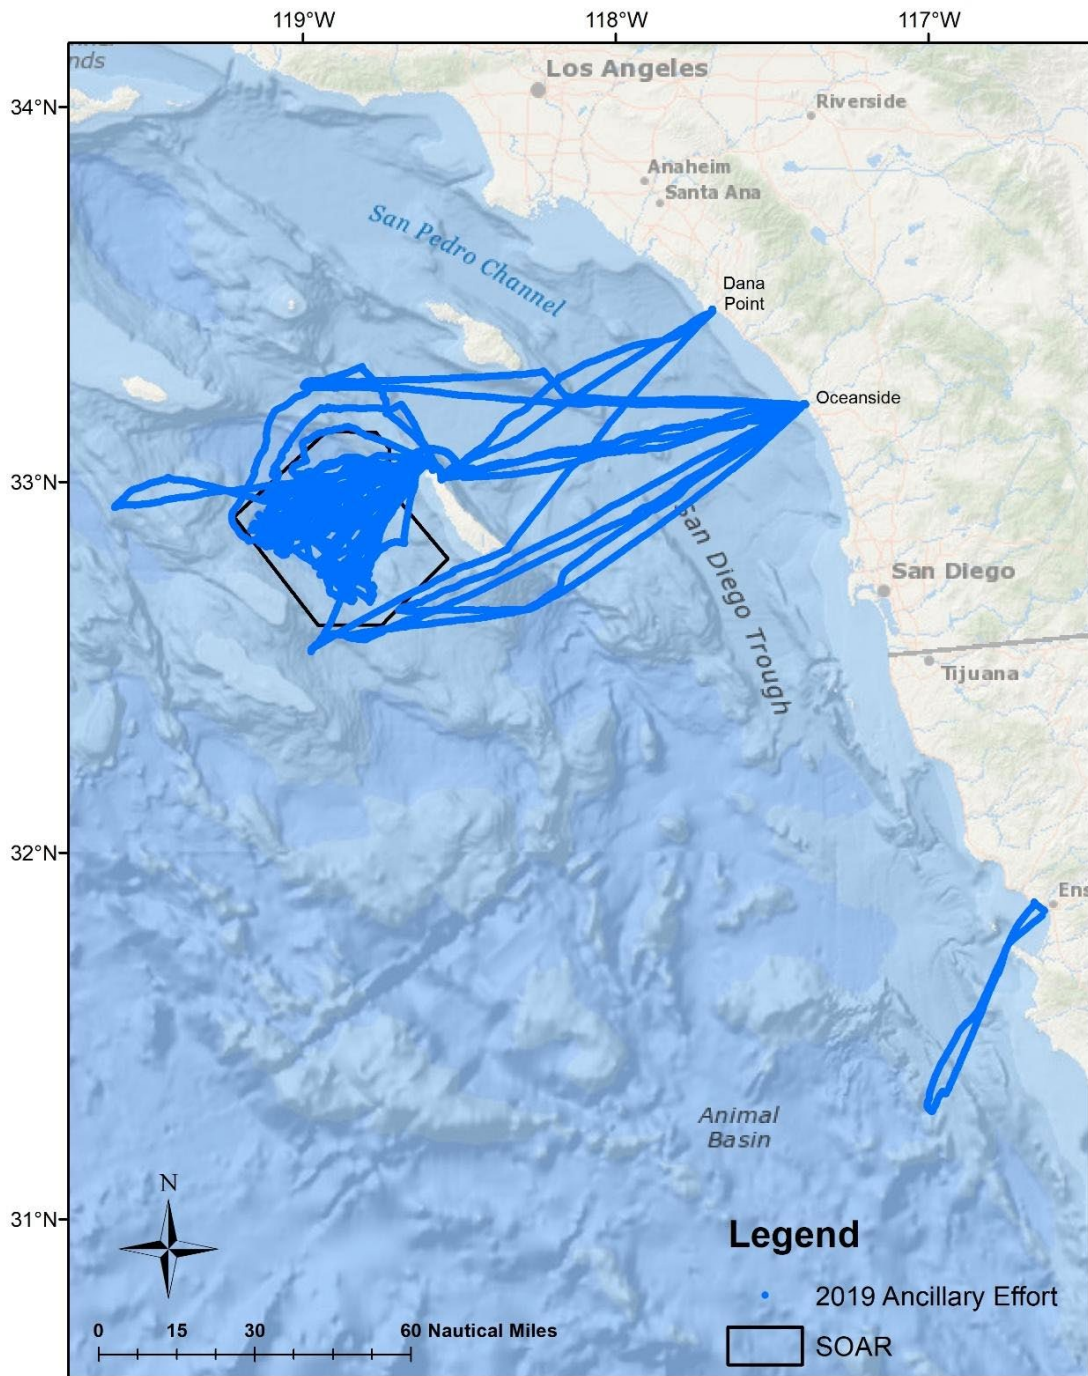 119°W
118°W
117°W
nds
Los Angeles
34°N
Riverside
Anaheim
Santa Ana
San Pedro Channel
Dana
Point
Oceanside
33°N
San Diego Trough
San Diego
Tijuana
32°N
Ens
Animal
Basin
N
31°N
Legend
2019 Ancillary Effort
0 15 30 60 Nautical Miles
SOAR